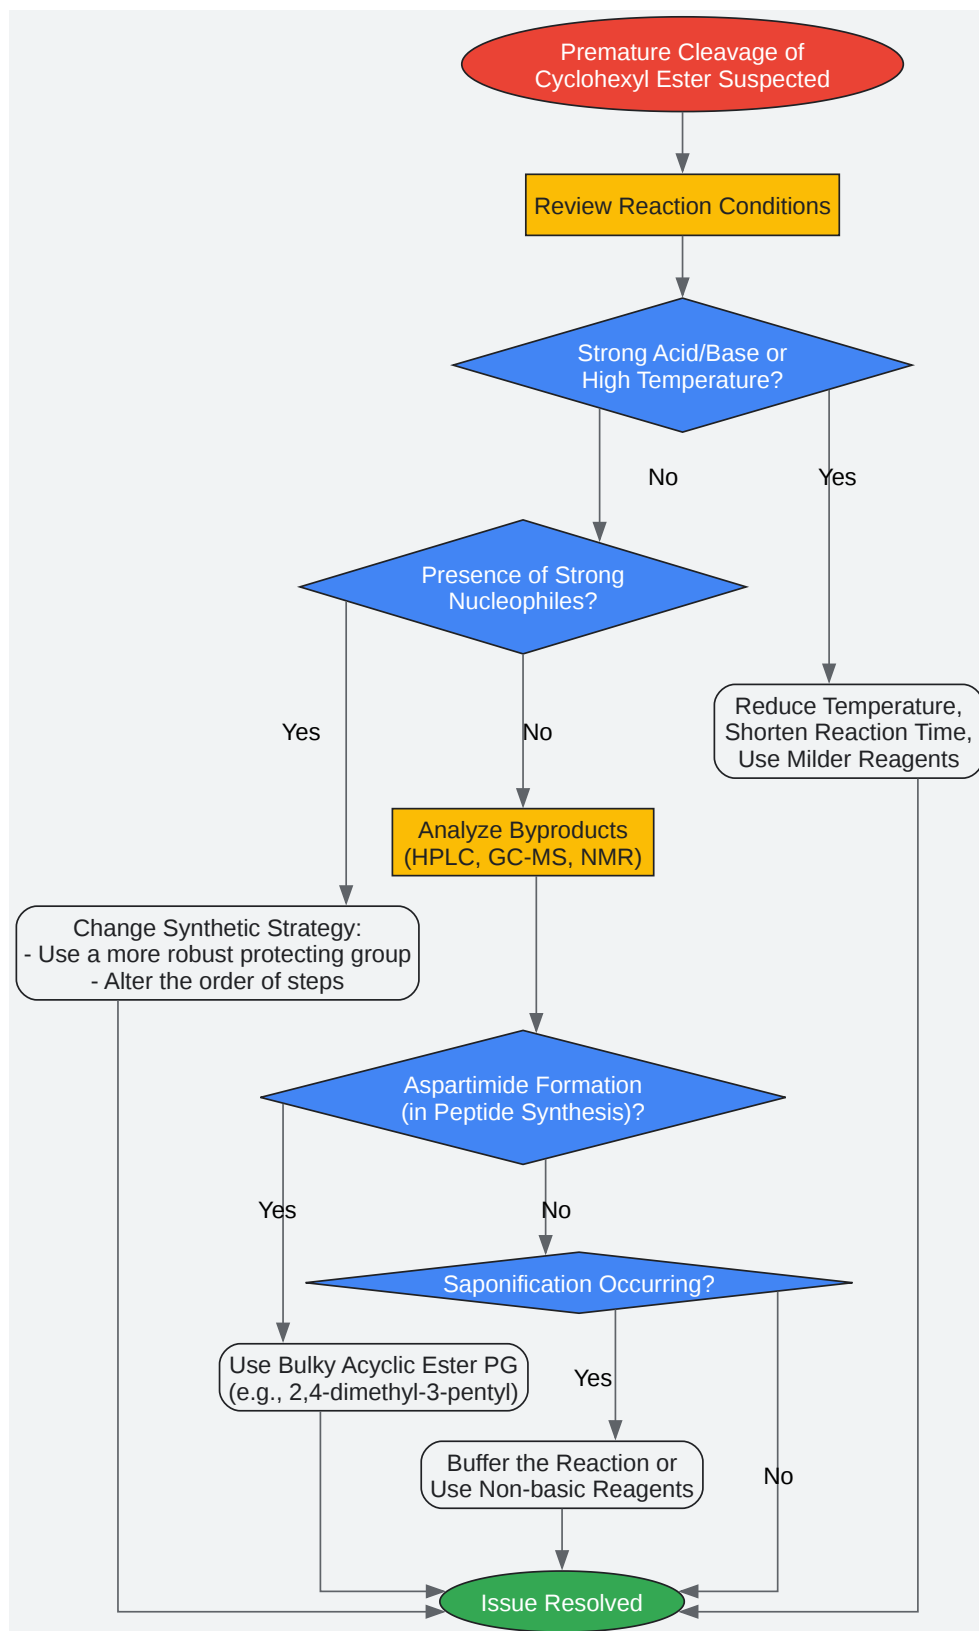 Premature Cleavage of
Cyclohexyl Ester Suspected
Review Reaction Conditions
Strong Acid/Base or
High Temperature?
No
Yes
Presence of Strong
Nucleophiles?
Reduce Temperature,
Shorten Reaction Time,
Use Milder Reagents
Yes
No
Analyze Byproducts
(HPLC, GC-MS, NMR)
Change Synthetic Strategy:
- Use a more robust protecting group
- Alter the order of steps
Aspartimide Formation
(in Peptide Synthesis)?
Yes
No
Saponification Occurring?
Use Bulky Acyclic Ester PG
(e.g., 2,4-dimethyl-3-pentyl)
Yes
Buffer the Reaction or
Use Non-basic Reagents
No
Issue Resolved